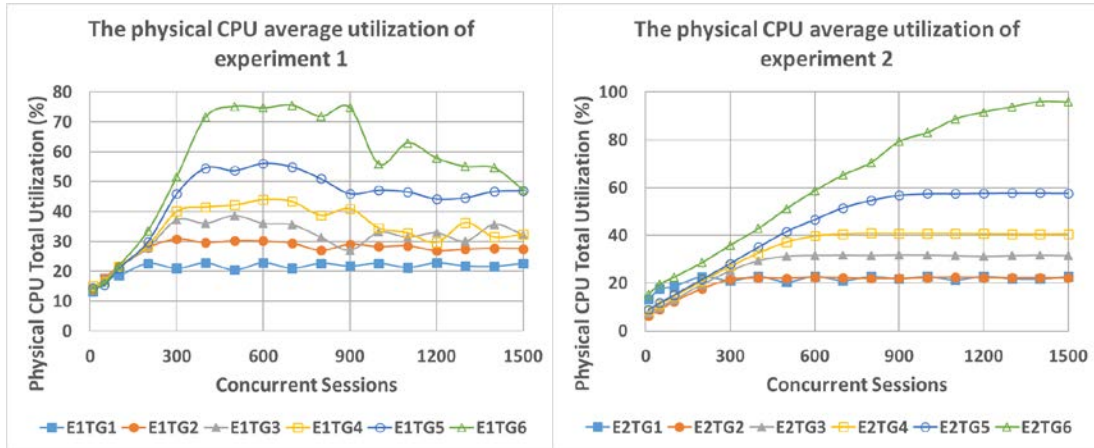 The physical CPU average utilization of
experiment 1
Physical CPU Total Utilization (%)
80
70
60
50
40
30
20
10
0
0 300 600 900 1200 1500
Concurrent Sessions
E1TG1 E1TG2 E1TG3 E1TG4 E1TG5 E1TG6
The physical CPU average utilization of
experiment 2
Physical CPU Total Utilization (%)
100
80
60
40
20
0
0 300 600 900 1200 1500
Concurrent Sessions
E2TG1 E2TG2 E2TG3 E2TG4 E2TG5 E2TG6